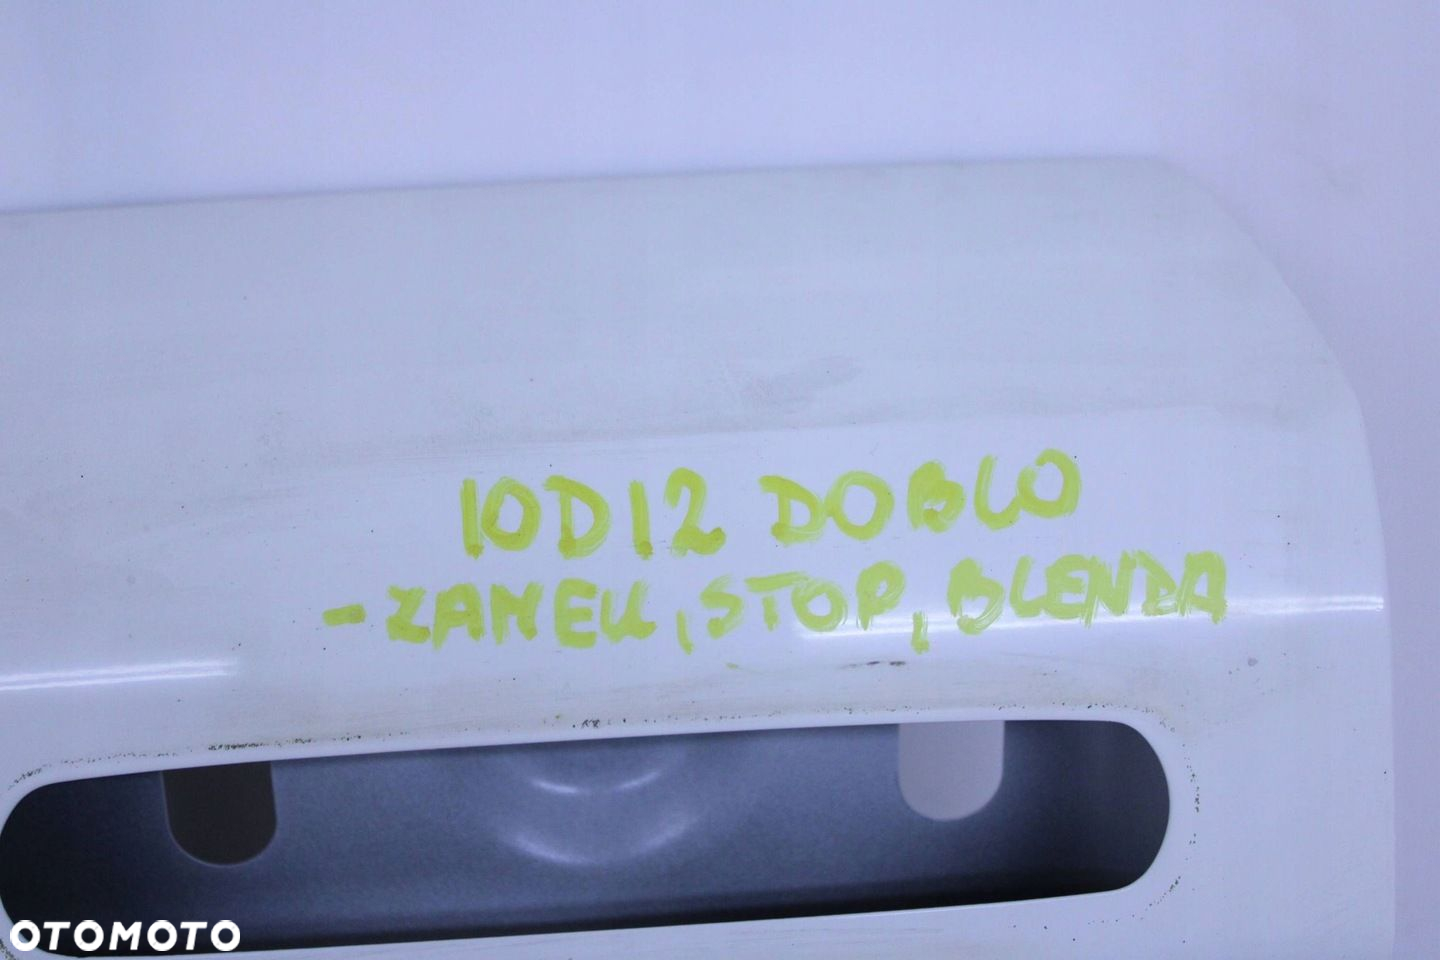 10D12 DOBLO
-ZAMEK, STOP, BLENDA
OTOMOTO